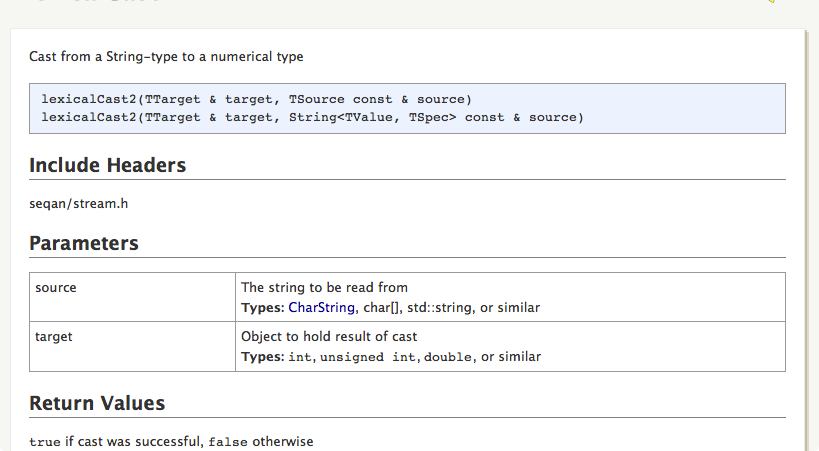 Cast from a String-type to a numerical type
lexicalCast2(TTarget & target, TSource const & source)
lexicalCast2(TTarget & target, String<TValue, TSpec> const & source)
Include Headers
seqan/stream.h
Parameters
source
The string to be read from
Types: CharString, char[], std::string, or similar
target
Object to hold result of cast
Types: int, unsigned int, double, or similar
Return Values
true if cast was successful, false otherwise